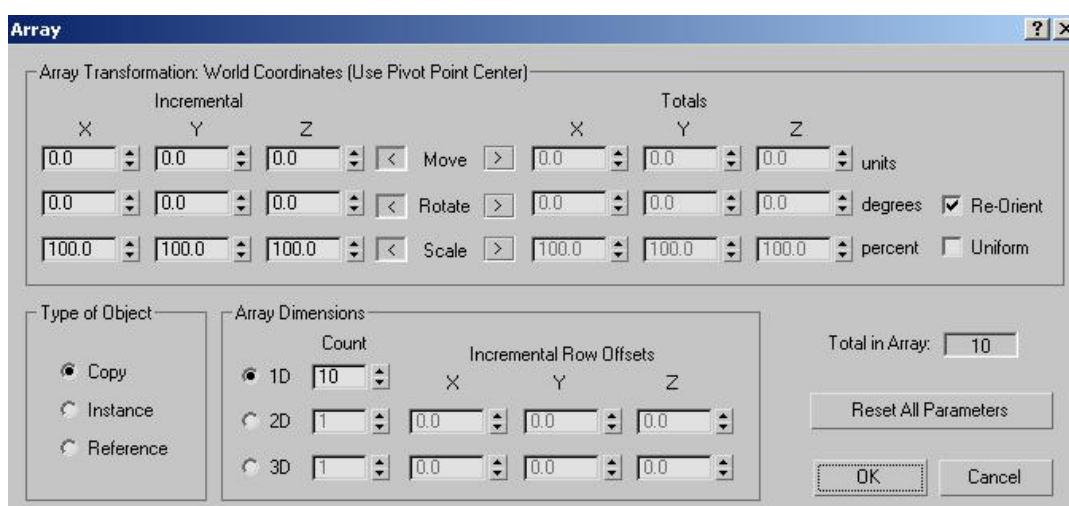 Array ? ×
Array Transformation: World Coordinates (Use Pivot Point Center)
Incremental Totals
X Y Z X Y Z
0.0 0.0 0.0 < Move > 0.0 0.0 0.0 units
0.0 0.0 0.0 < Rotate > 0.0 0.0 0.0 degrees Re-Orient
100.0 100.0 100.0 < Scale > 100.0 100.0 100.0 percent Uniform
Type of Object Array Dimensions
Count Incremental Row Offsets Total in Array: 10
Copy 1D 10 X Y Z
Instance 2D 1 0.0 0.0 0.0 Reset All Parameters
Reference 3D 1 0.0 0.0 0.0
OK Cancel